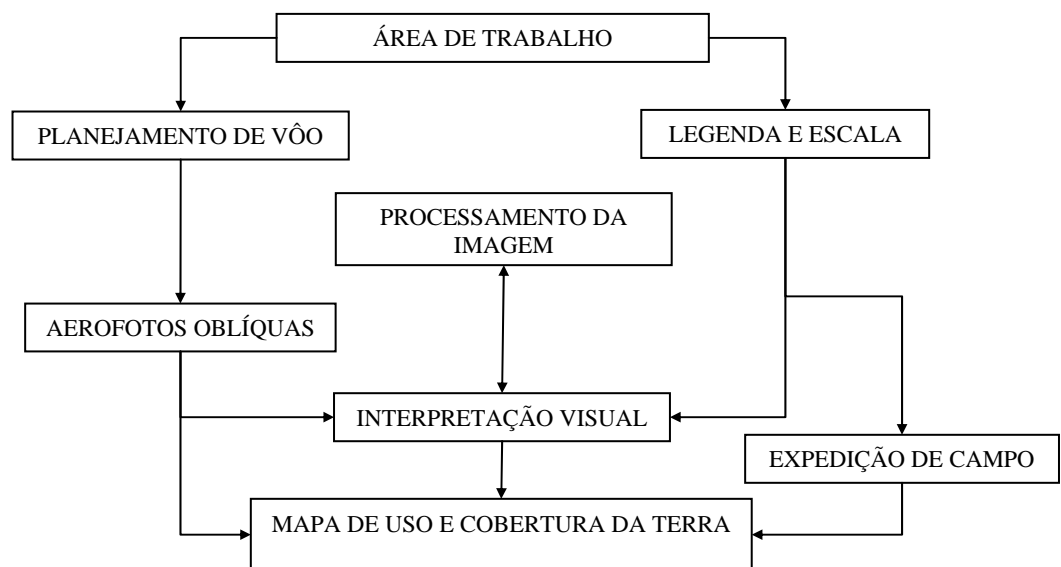 ÁREA DE TRABALHO
PLANEJAMENTO DE VÔO
LEGENDA E ESCALA
PROCESSAMENTO DA
IMAGEM
AEROFOTOS OBLÍQUAS
INTERPRETAÇÃO VISUAL
EXPEDIÇÃO DE CAMPO
MAPA DE USO E COBERTURA DA TERRA